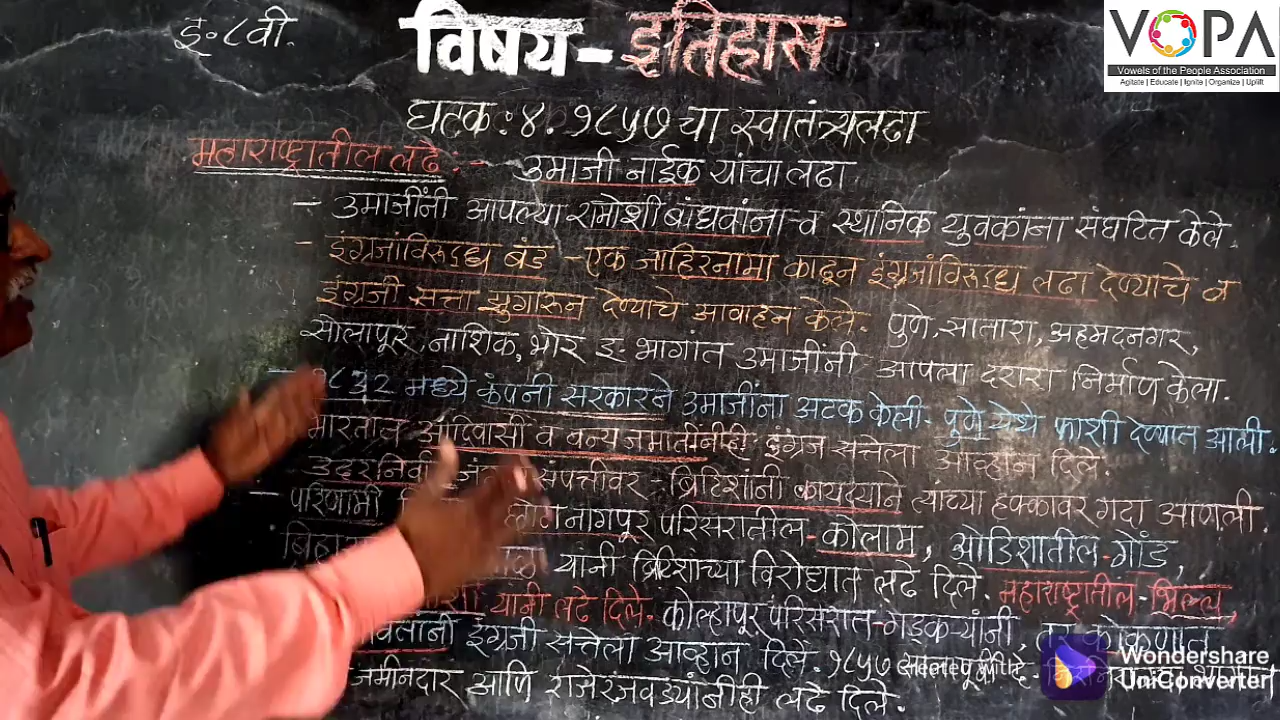 इ.८वी.
विषय-इतिहास
VOPA
Vowels of the People Association
Agitate | Educate | Ignite | Organize | Uplift
घटक:४. १८५७ चा स्वातंत्र्यलढा
महाराष्ट्रातील लढे:- उमाजी नाईक यांचा लढा
- उमाजींनी आपल्या रामोशी बांधवांना-व स्थानिक युवकांना संघटित केले.
- इंग्रजांविरूद्ध बंड -एक जाहिरनामा काढून इंग्रजांविरूद्ध लढा देण्याचे व
इंग्रजी सत्ता झुगारून देण्याचे आवाहन केले. पुणे, सातारा, अहमदनगर,
सोलापूर, नाशिक, भोर इ. भागांत उमाजींनी आपला दरारा निर्माण केला.
- १८३२ मध्ये कंपनी सरकारने उमाजींना अटक केली. पुणे येथे फाशी देण्यात आली.
भारतातील आदिवासी व वन्य जमातींनीही इंग्रज सत्तेला आव्हान दिले.
संपत्तीवर - ब्रिटिशांनी कायद्याने त्यांच्या हक्कावर गदा आणली.
- परिणामी छोटा नागपूर परिसरातील-कोलाम, ओडिशातील-गोंड,
यांनी ब्रिटिशांच्या विरोधात लढे दिले. महाराष्ट्रातील-भिल्ल,
यांनी लढे दिले. कोल्हापूर परिसरात-गडकऱ्यांनी, तर कोकणात
इंग्रजी सत्तेला आव्हान दिले. १८५७
जमीनदार आणि राजेरजवड्यांनीही लढे दिले.
Wondershare
UniConverter